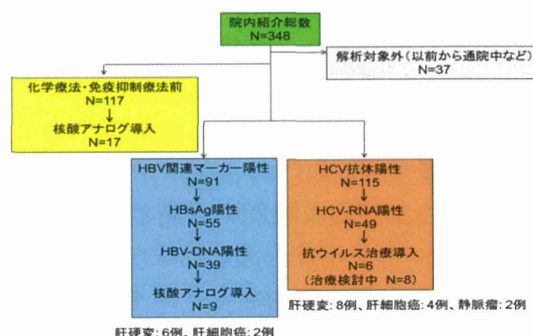 院内紹介総数
N=348
解析対象外(以前から通院中など)
N=37
化学療法・免疫抑制療法前
N=117
核酸アナログ導入
N=17
HBV関連マーカー陽性
N=91
HBsAg陽性
N=55
HBV-DNA陽性
N=39
核酸アナログ導入
N=9
HCV抗体陽性
N=115
HCV-RNA陽性
N=49
抗ウイルス治療導入
N=6
(治療検討中 N=8)
肝硬変: 8例、肝細胞癌: 4例、静脈瘤: 2例
肝硬変: 6例、肝細胞癌: 2例